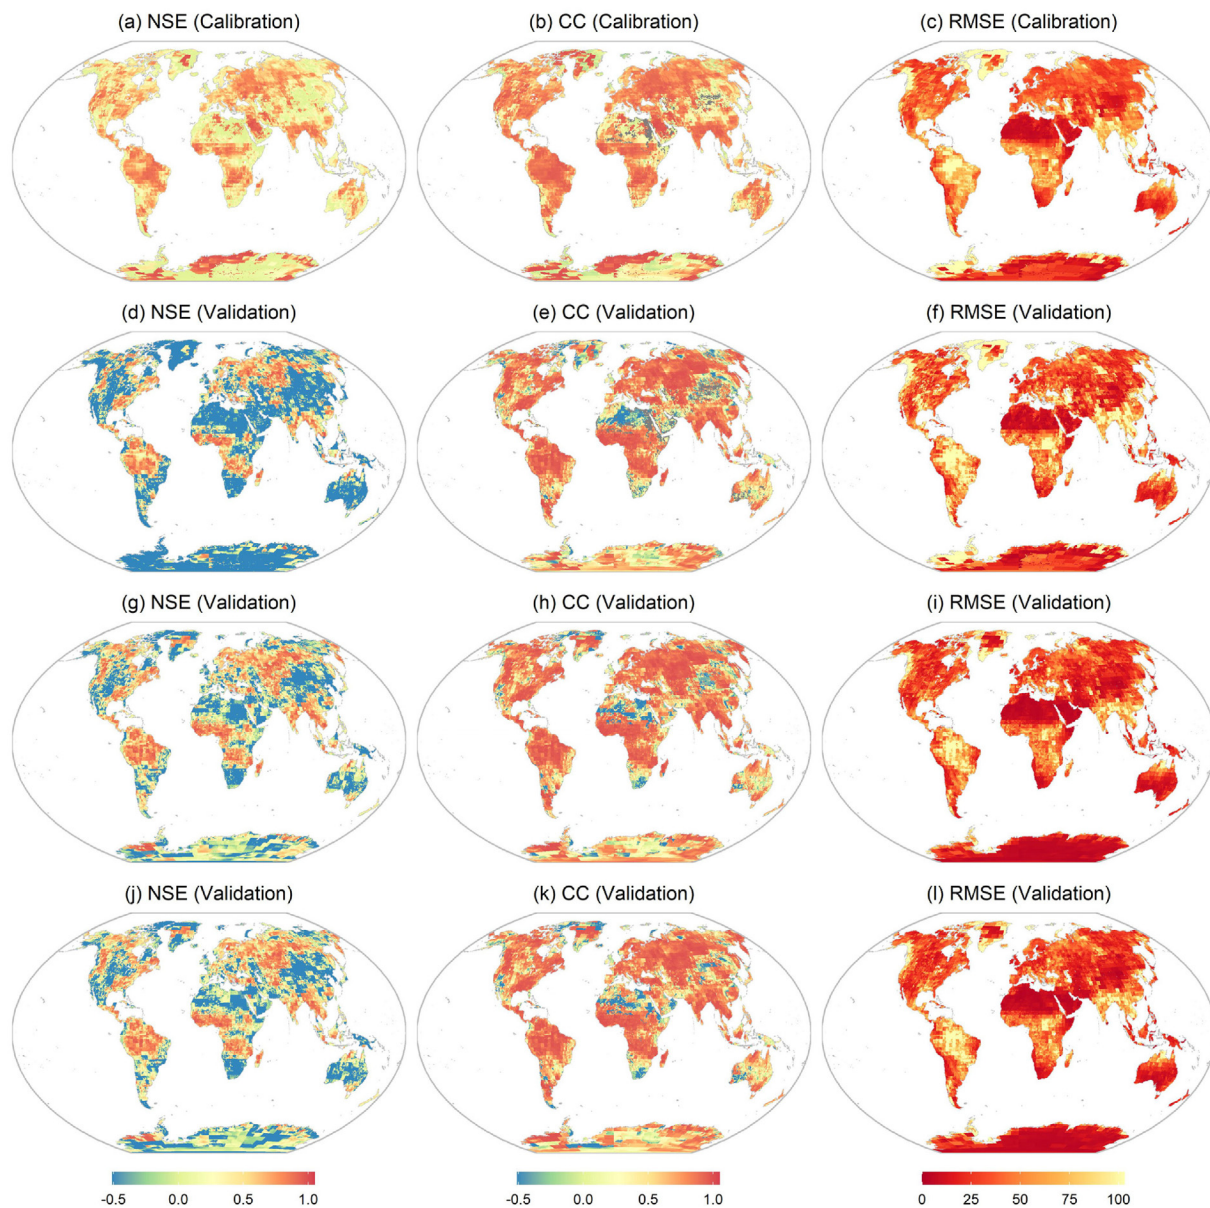 (a) NSE (Calibration)
(b) CC (Calibration)
(c) RMSE (Calibration)
(d) NSE (Validation)
(e) CC (Validation)
(f) RMSE (Validation)
(g) NSE (Validation)
(h) CC (Validation)
(i) RMSE (Validation)
(j) NSE (Validation)
(k) CC (Validation)
(l) RMSE (Validation)
-0.5 0.0 0.5 1.0
-0.5 0.0 0.5 1.0
0 25 50 75 100